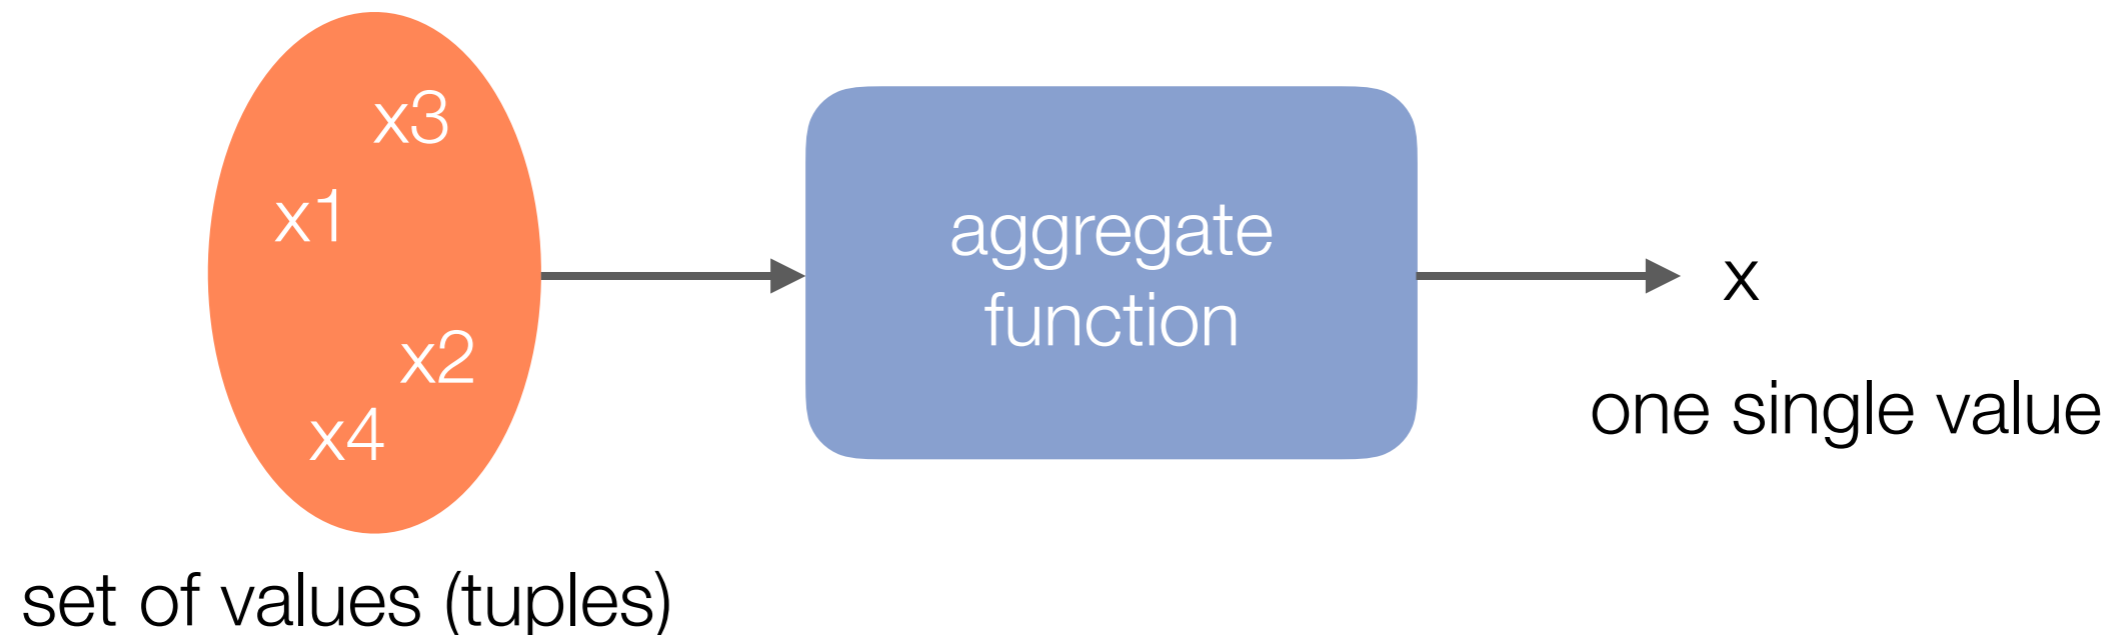 x3
x1
x2
x4
set of values (tuples)
aggregate
function
x
one single value